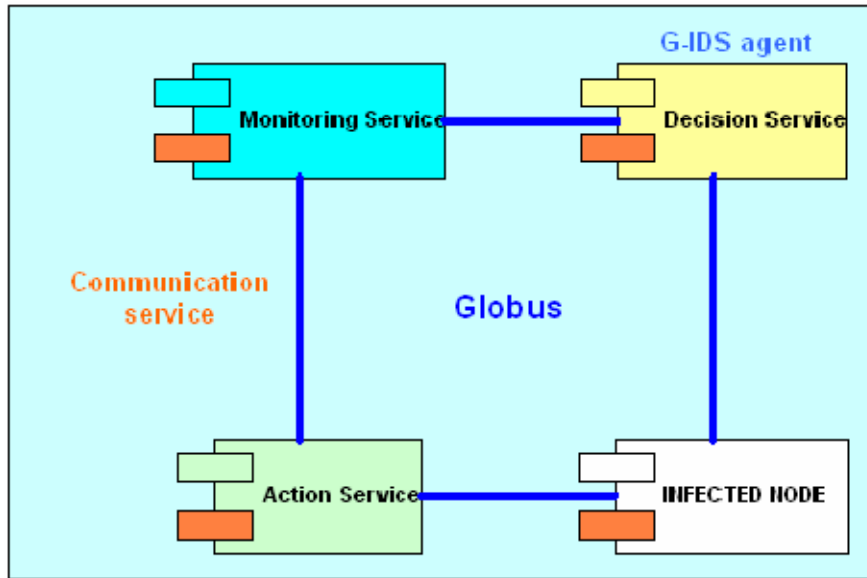 G-IDS agent
Monitoring Service
Decision Service
Communication
service
Globus
Action Service
INFECTED NODE